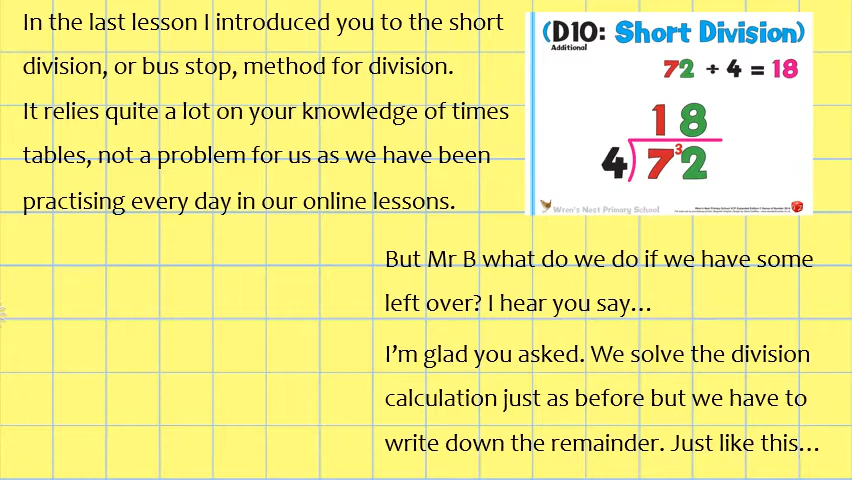 In the last lesson I introduced you to the short
division, or bus stop, method for division.
It relies quite a lot on your knowledge of times
tables, not a problem for us as we have been
practising every day in our online lessons.
(D10: Short Division)
Additional
72 ÷ 4 = 18
18
4 7 3 2
Wren's Nest Primary School
But Mr B what do we do if we have some
left over? I hear you say…
I'm glad you asked. We solve the division
calculation just as before but we have to
write down the remainder. Just like this…